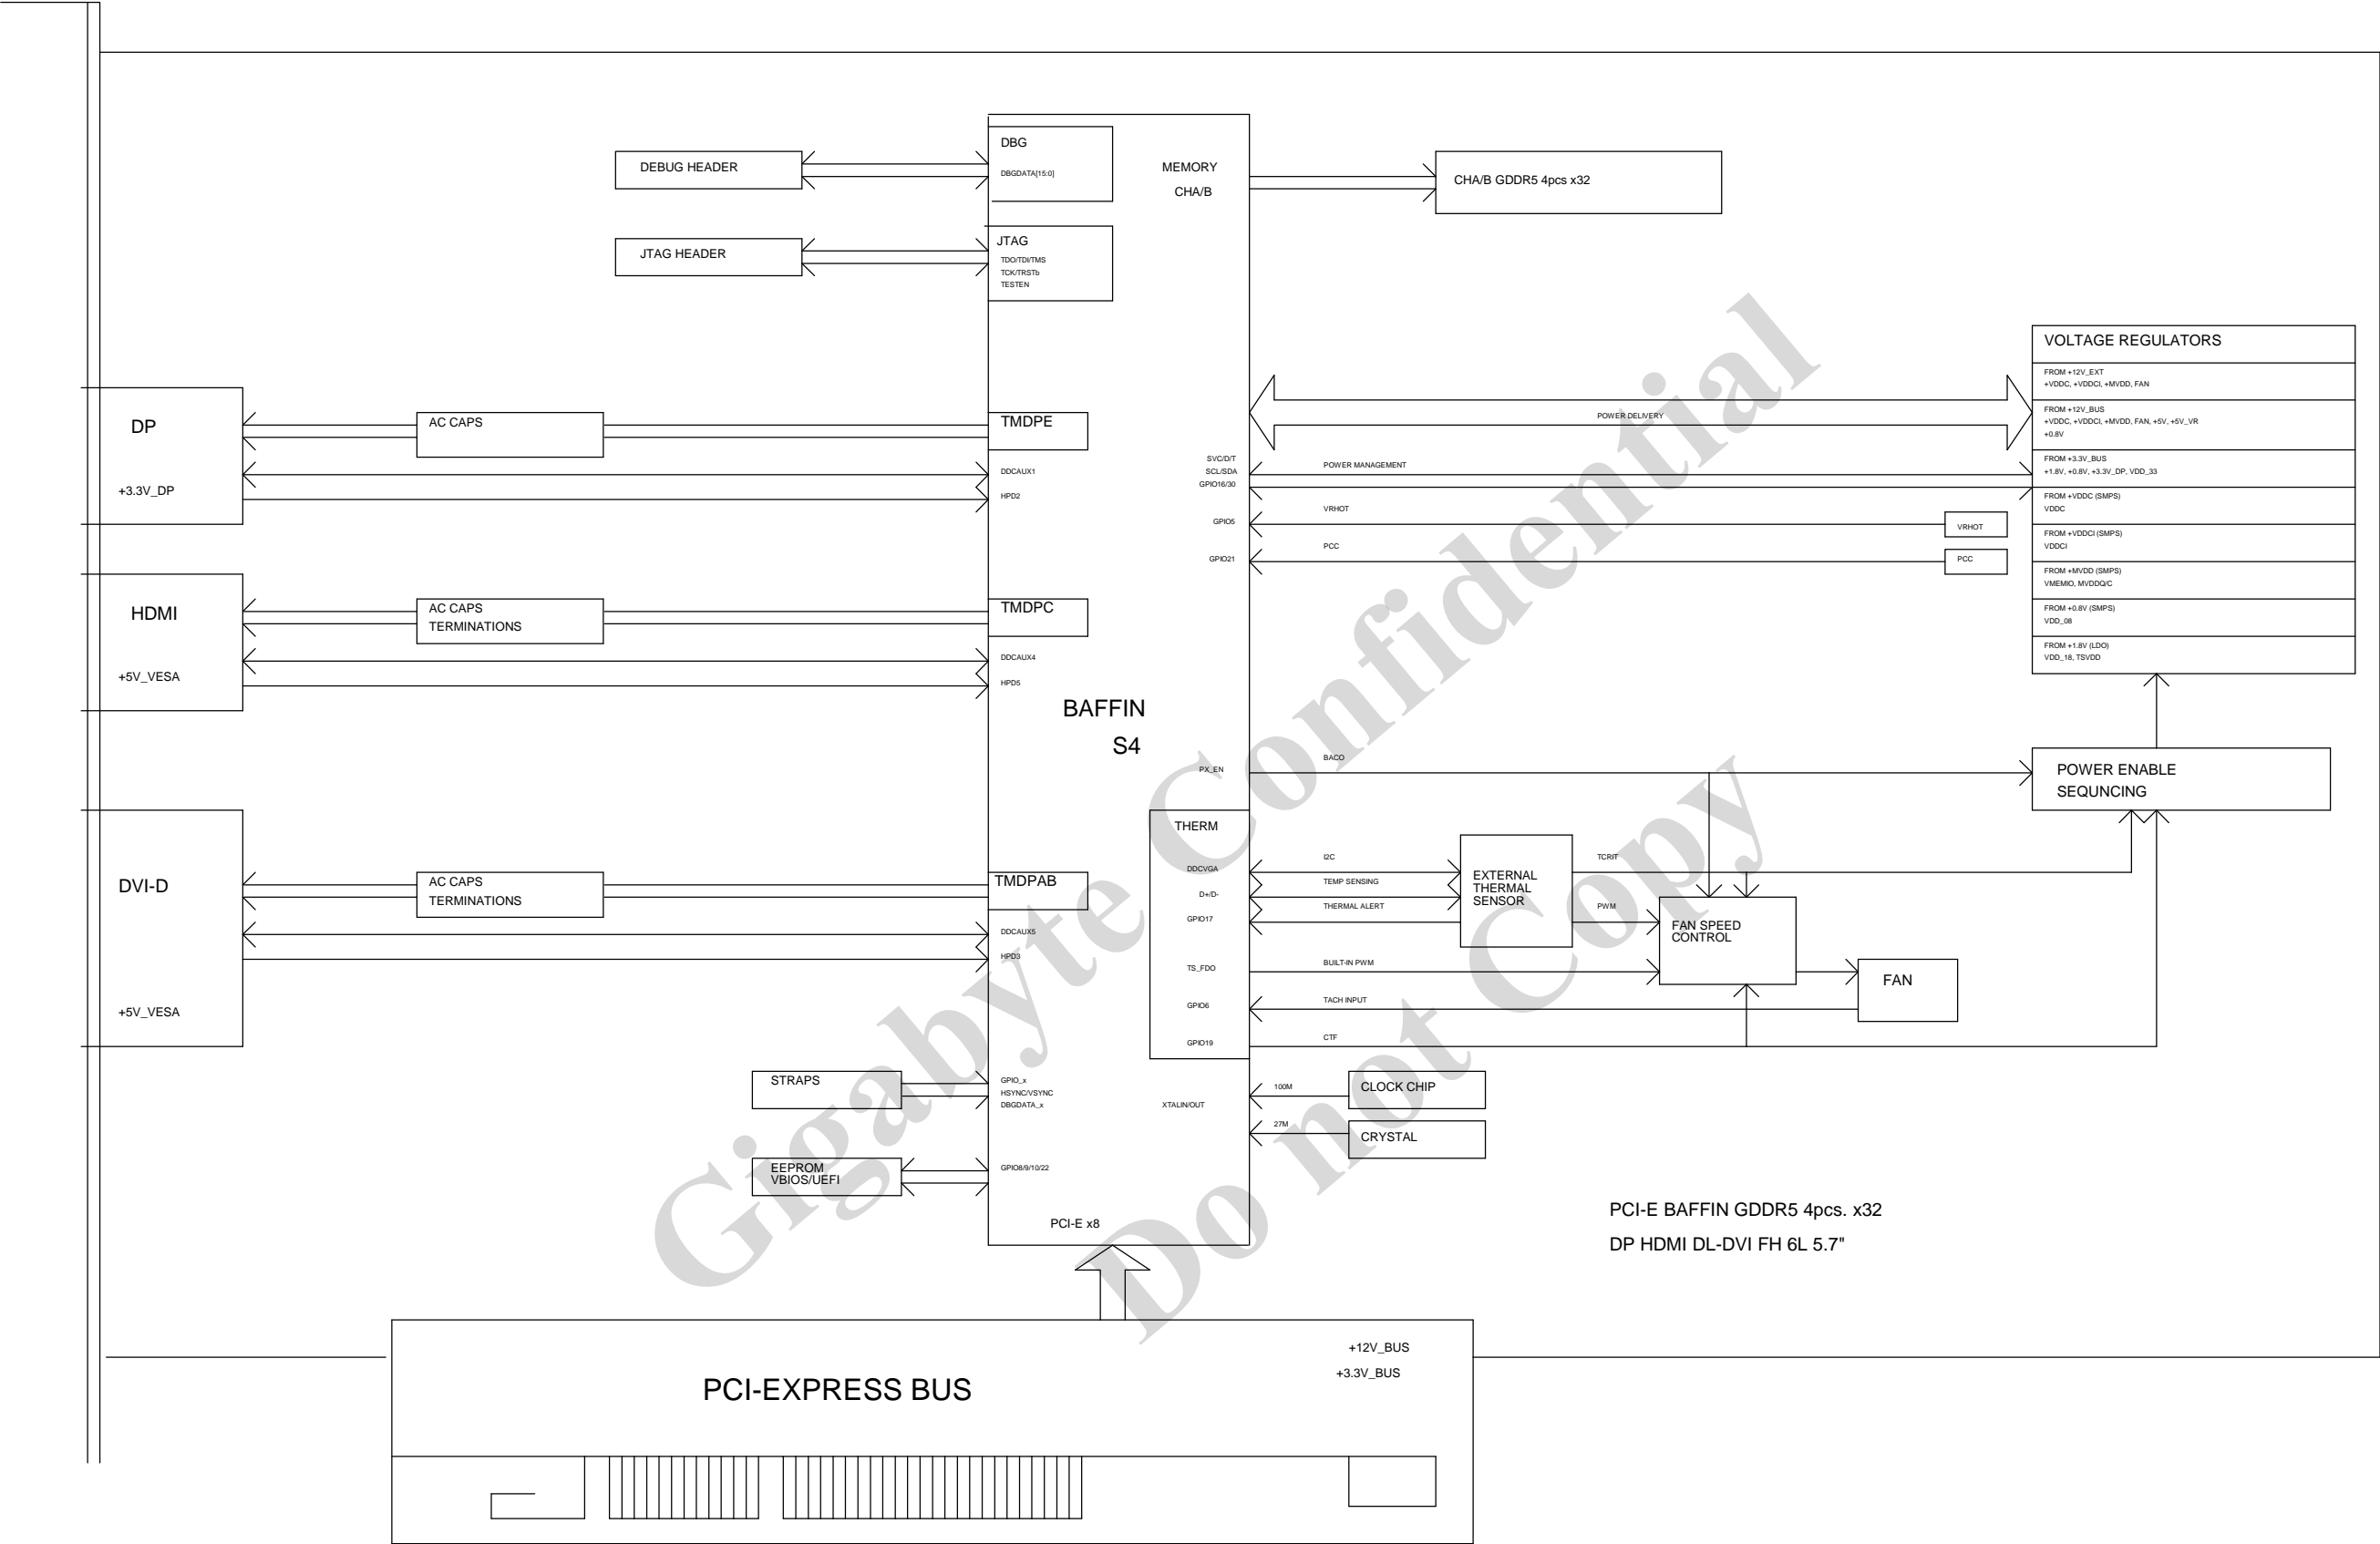 DBG
DBGDATA[15:0]
DEBUG HEADER
MEMORY
CHA/B
CHA/B GDDR5 4pcs x32
JTAG
TDO/TDI/TMS
TCK/TRSTb
TESTEN
JTAG HEADER
DP
+3.3V_DP
AC CAPS
TMDPE
DDCAUX1
HPD2
HDMI
+5V_VESA
AC CAPS
TERMINATIONS
TMDPC
DDCAUX4
HPD5
DVI-D
+5V_VESA
AC CAPS
TERMINATIONS
TMDPAB
DDCAUX5
HPD3
BAFFIN
S4
POWER DELIVERY
SVC/D/T
SCL/SDA
GPIO16/30
POWER MANAGEMENT
GPIO5
VRHOT
VRHOT
GPIO21
PCC
PCC
VOLTAGE REGULATORS
FROM +12V_EXT
+VDDC, +VDDCI, +MVDD, FAN
FROM +12V_BUS
+VDDC, +VDDCI, +MVDD, FAN, +5V, +5V_VR
+0.8V
FROM +3.3V_BUS
+1.8V, +0.8V, +3.3V_DP, VDD_33
FROM +VDDC (SMPS)
VDDC
FROM +VDDCI (SMPS)
VDDCI
FROM +MVDD (SMPS)
VMEMIO, MVDDQ/C
FROM +0.8V (SMPS)
VDD_08
FROM +1.8V (LDO)
VDD_18, TSVDD
PX_EN
BACO
POWER ENABLE
SEQUNCING
THERM
DDCVGA
I2C
D+/D-
TEMP SENSING
GPIO17
THERMAL ALERT
EXTERNAL
THERMAL
SENSOR
TCRIT
PWM
FAN SPEED
CONTROL
FAN
TS_FDO
BUILT-IN PWM
GPIO6
TACH INPUT
GPIO19
CTF
STRAPS
GPIO_x
HSYNC/VSYNC
DBGDATA_x
XTALIN/OUT
100M
CLOCK CHIP
27M
CRYSTAL
EEPROM
VBIOS/UEFI
GPIO8/9/10/22
PCI-E x8
PCI-E BAFFIN GDDR5 4pcs. x32
DP HDMI DL-DVI FH 6L 5.7"
+12V_BUS
+3.3V_BUS
PCI-EXPRESS BUS
Gigabyte Confidential
Do not Copy